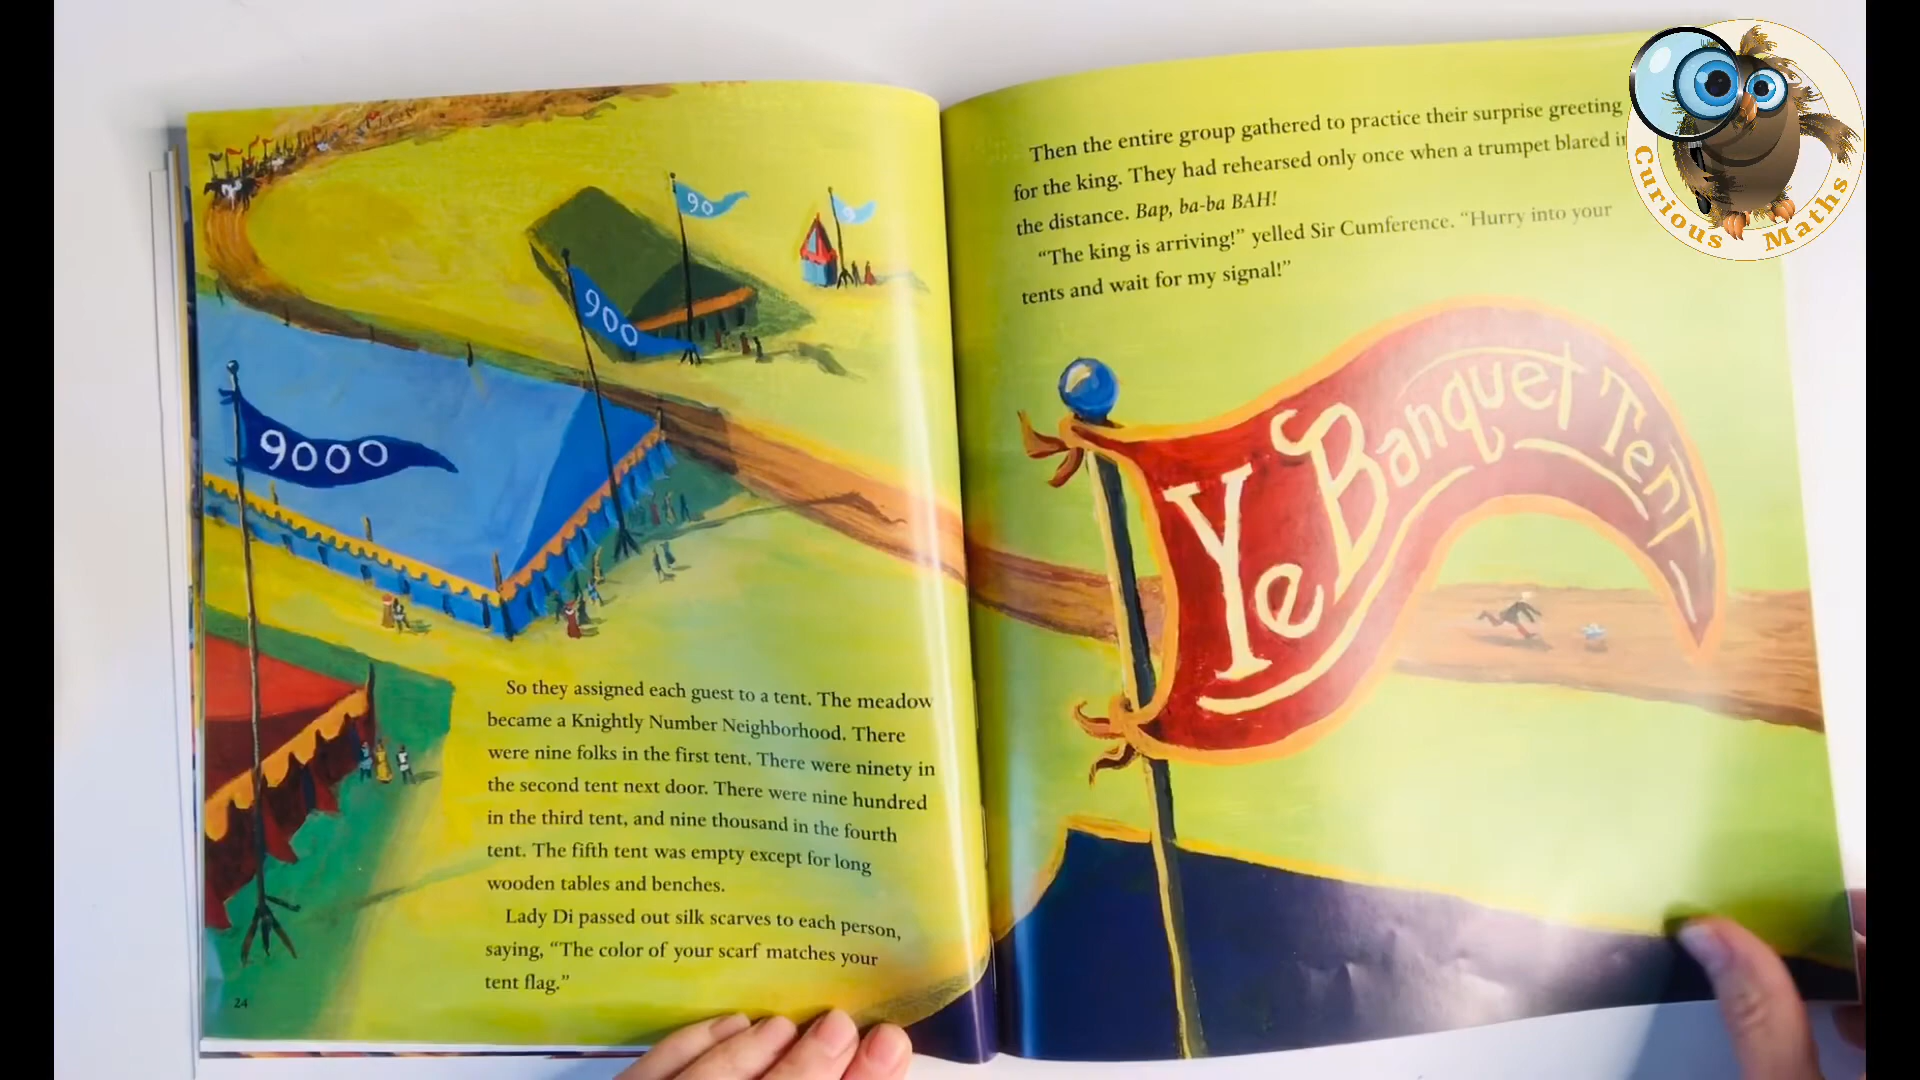 90
9
900
9000
So they assigned each guest to a tent. The meadow
became a Knightly Number Neighborhood. There
were nine folks in the first tent. There were ninety in
the second tent next door. There were nine hundred
in the third tent, and nine thousand in the fourth
tent. The fifth tent was empty except for long
wooden tables and benches.
Lady Di passed out silk scarves to each person,
saying, “The color of your scarf matches your
tent flag.”
24
Then the entire group gathered to practice their surprise greeting
for the king. They had rehearsed only once when a trumpet blared in
the distance. Bap, ba-ba BAH!
“The king is arriving!” yelled Sir Cumference. “Hurry into your
tents and wait for my signal!”
Ye Banquet Tent
Curious Maths